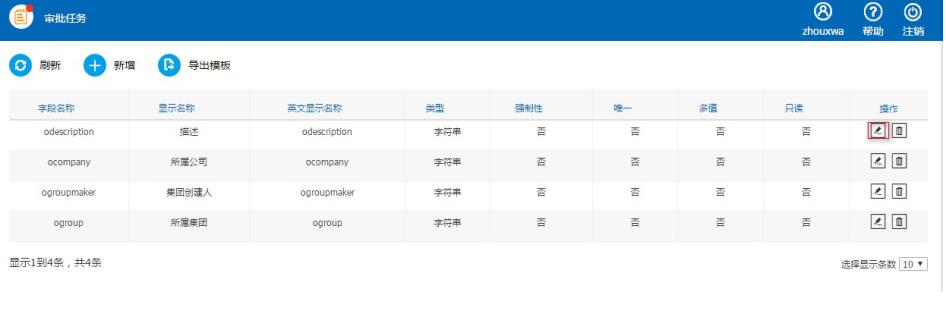 审批任务
zhouxwa 帮助 注销
刷新 新增 导出模板
字段名称 显示名称 英文显示名称 类型 强制性 唯一 多值 只读 操作
odescription 描述 odescription 字符串 否 否 否 否
ocompany 所属公司 ocompany 字符串 否 否 否 否
ogroupmaker 集团创建人 ogroupmaker 字符串 否 否 否 否
ogroup 所属集团 ogroup 字符串 否 否 否 否
显示1到4条，共4条 选择显示条数 10